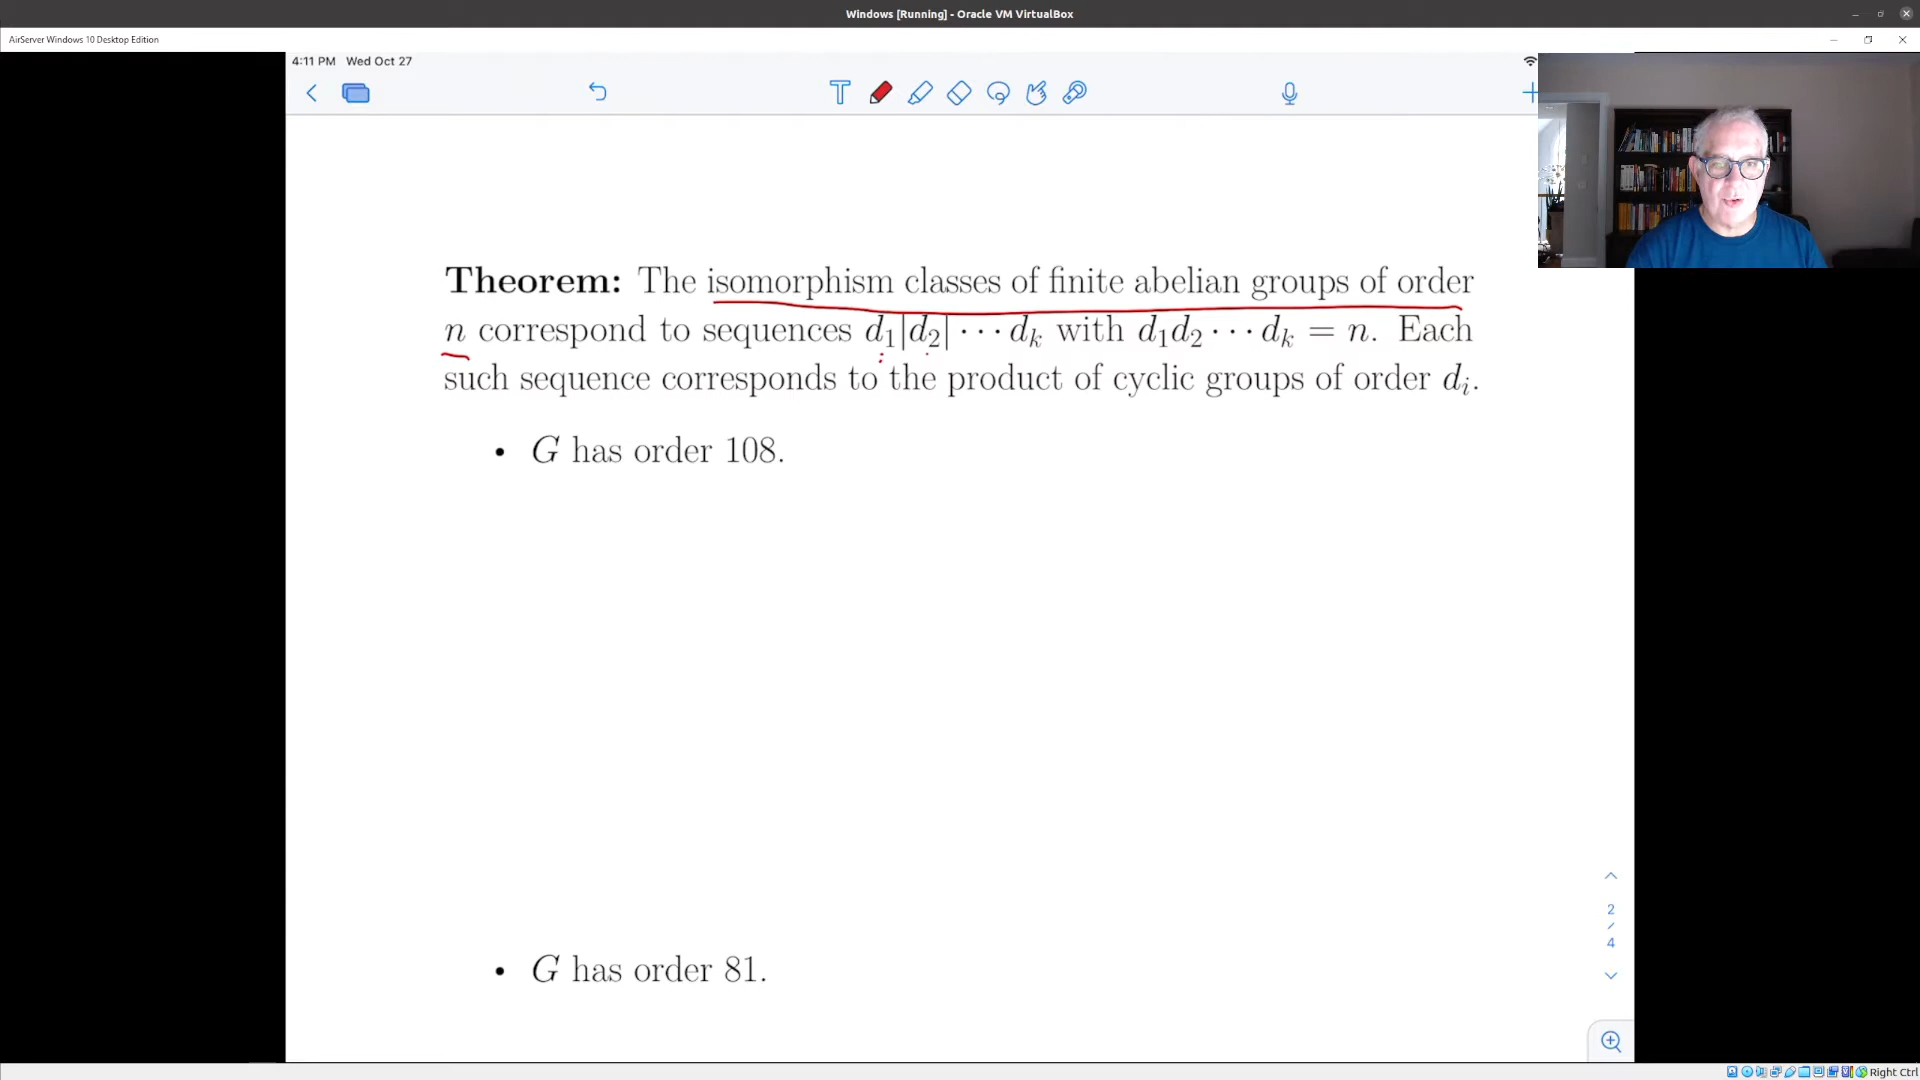 Windows [Running] - Oracle VM VirtualBox
AirServer Windows 10 Desktop Edition
4:11 PM Wed Oct 27
Theorem: The isomorphism classes of finite abelian groups of order
n correspond to sequences d₁|d₂| ⋯ dₖ with d₁d₂ ⋯ dₖ = n. Each
such sequence corresponds to the product of cyclic groups of order dᵢ.
• G has order 108.
2
/
4
• G has order 81.
Right Ctrl